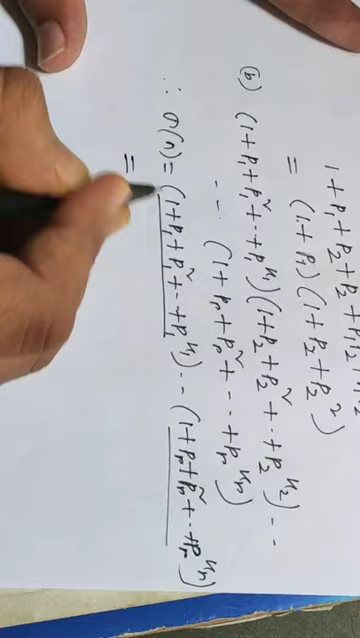 1+p₁+p₂+p₂²+p₁p₂+
= (1+p₁)(1+p₂+p₂²)
(b) (1+p₁+p₁²+--+p₁^k₁)(1+p₂+p₂²+--+p₂^k₂)--
-- (1+pₙ+pₙ²+---+pₙ^kₙ)
∴ σ(n)=(1+p₁+p₁²+--+p₁^k₁)--(1+pₙ+pₙ²+--+pₙ^kₙ)
=